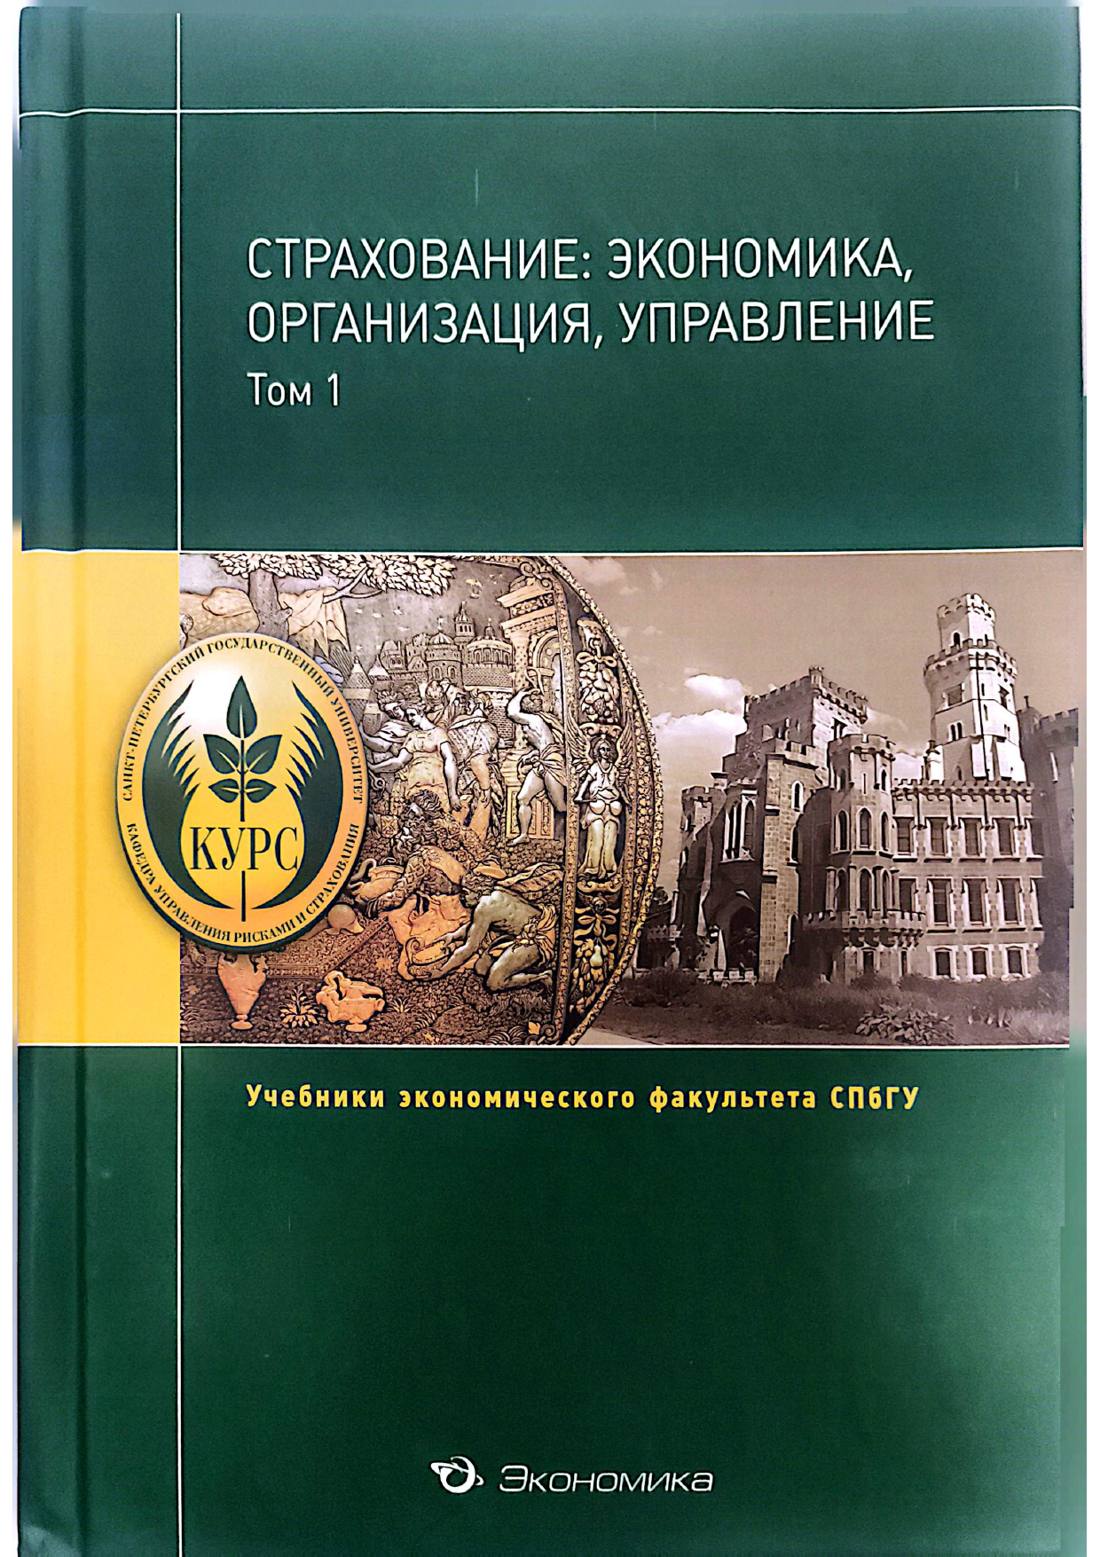 СТРАХОВАНИЕ: ЭКОНОМИКА,
ОРГАНИЗАЦИЯ, УПРАВЛЕНИЕ
Том 1
САНКТ-ПЕТЕРБУРГСКИЙ ГОСУДАРСТВЕННЫЙ УНИВЕРСИТЕТ
КУРС
КАФЕДРА УПРАВЛЕНИЯ РИСКАМИ И СТРАХОВАНИЯ
Учебники экономического факультета СПбГУ
Экономика